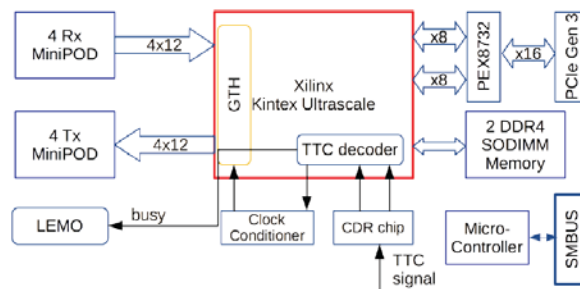 4 Rx
MiniPOD
4x12
GTH
Xilinx
Kintex Ultrascale
x8
x8
PEX8732
x16
PCIe Gen 3
4 Tx
MiniPOD
4x12
TTC decoder
2 DDR4
SODIMM
Memory
LEMO
busy
Clock
Conditioner
CDR chip
TTC
signal
Micro-
Controller
SMBUS